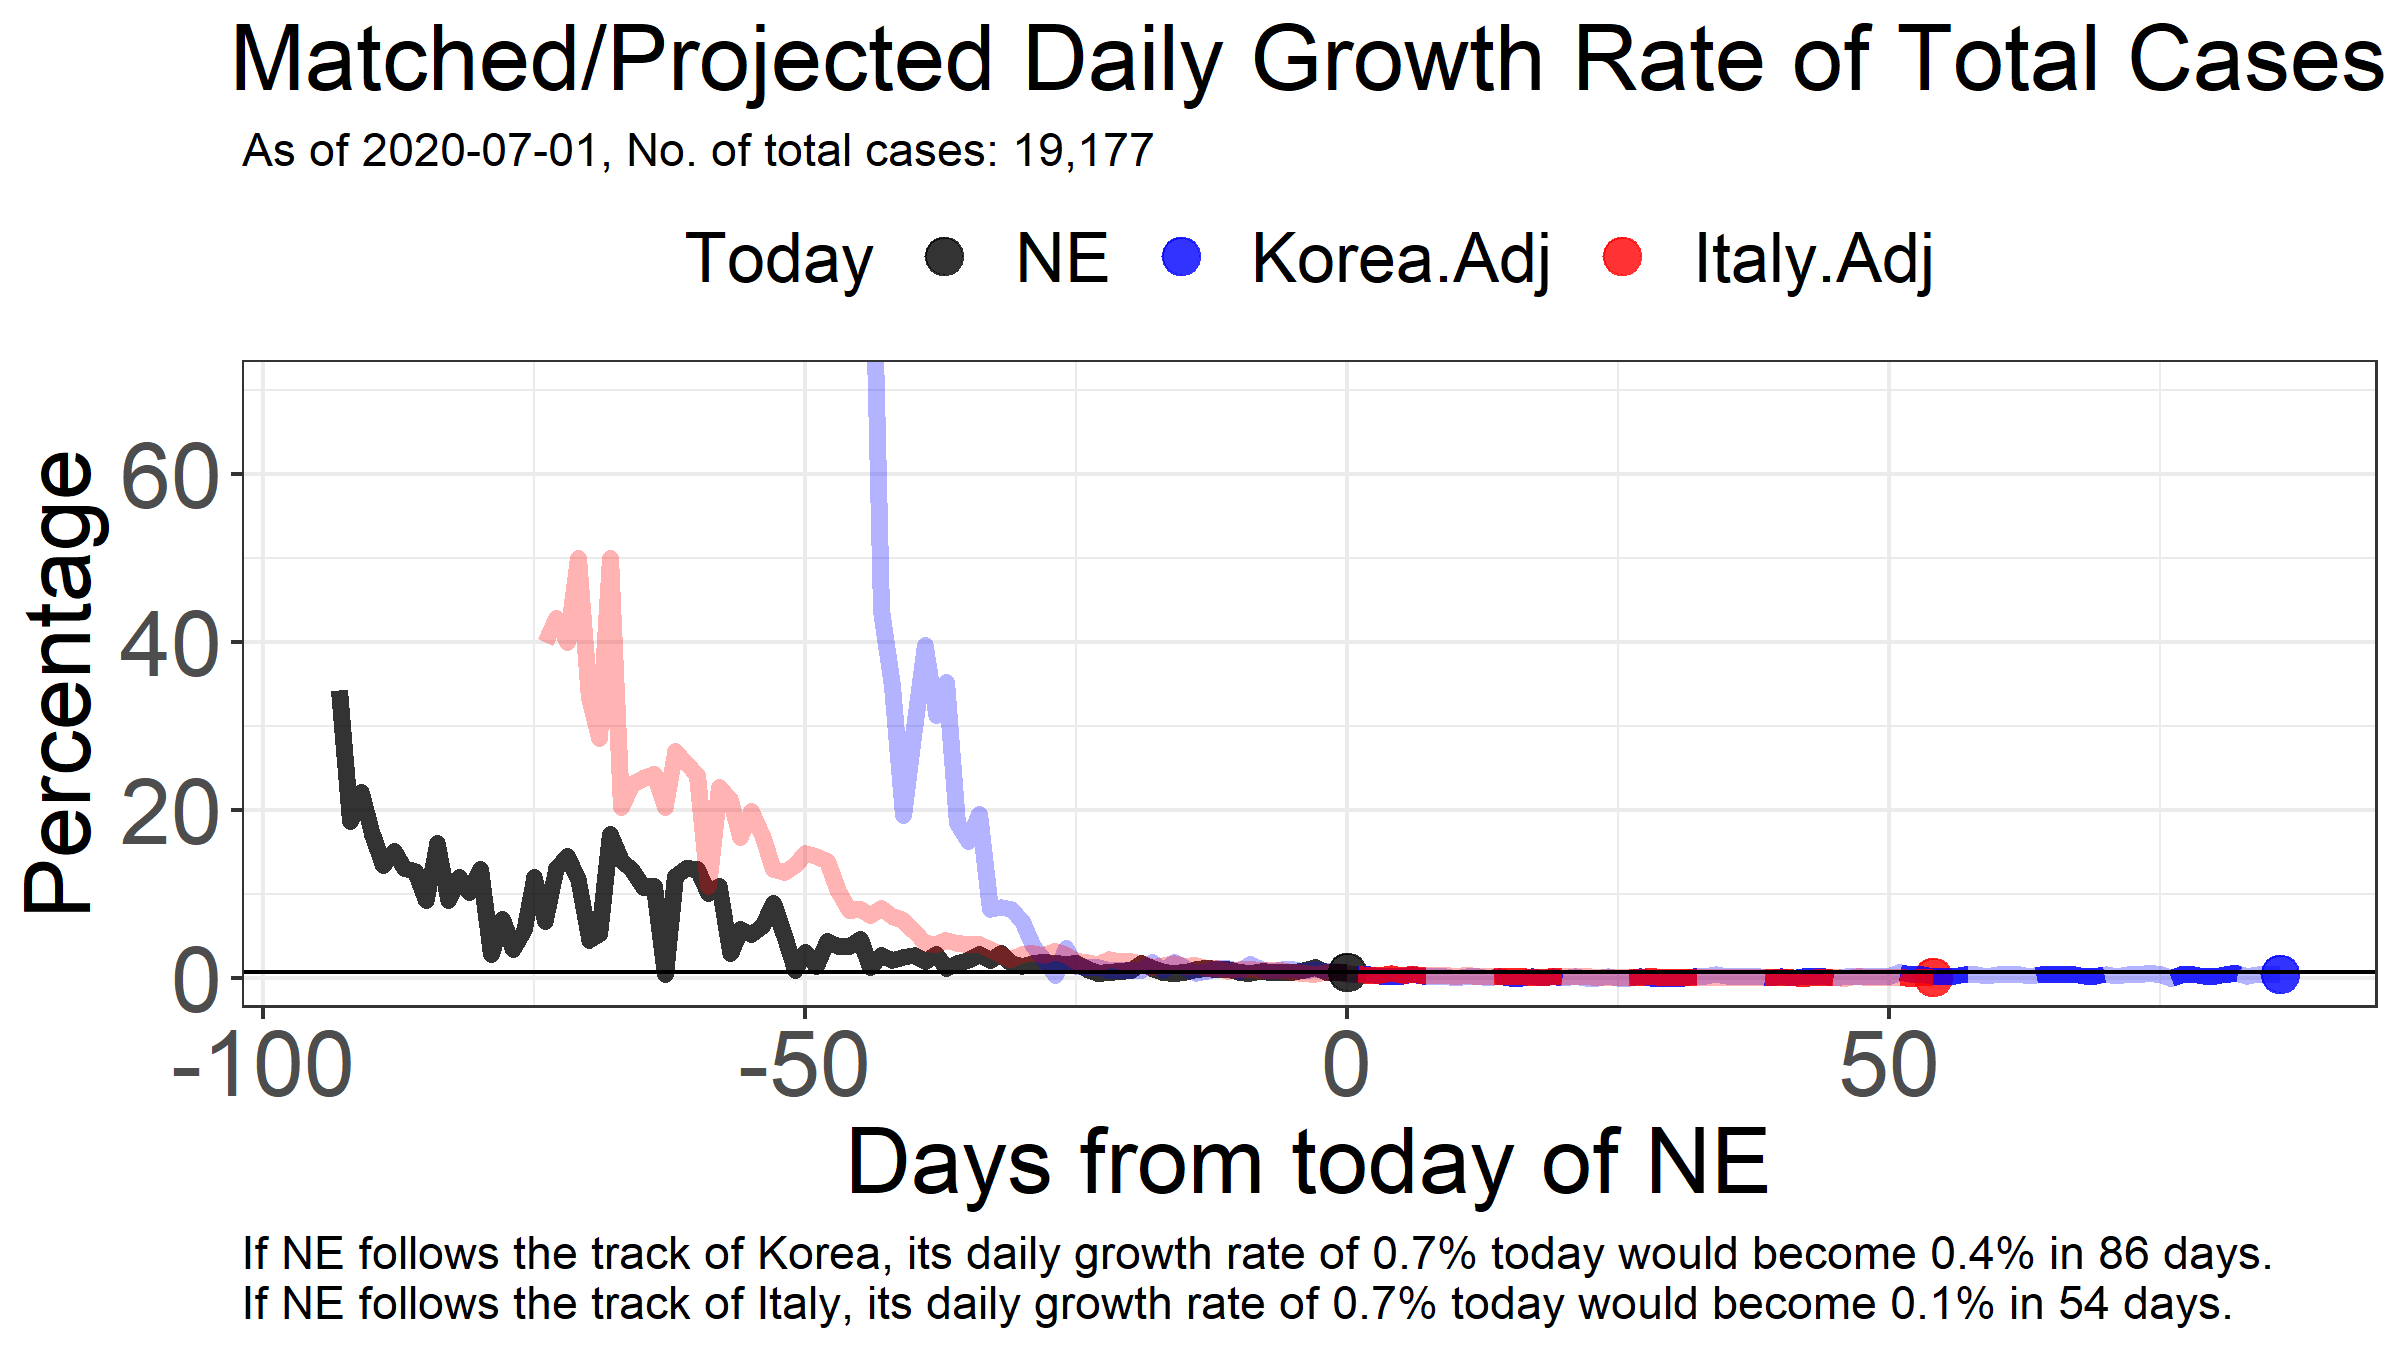 Matched/Projected Daily Growth Rate of Total Cases
As of 2020-07-01, No. of total cases: 19,177
Today NE Korea.Adj Italy.Adj
Percentage
60
40
20
0
-100 -50 0 50
Days from today of NE
If NE follows the track of Korea, its daily growth rate of 0.7% today would become 0.4% in 86 days.
If NE follows the track of Italy, its daily growth rate of 0.7% today would become 0.1% in 54 days.